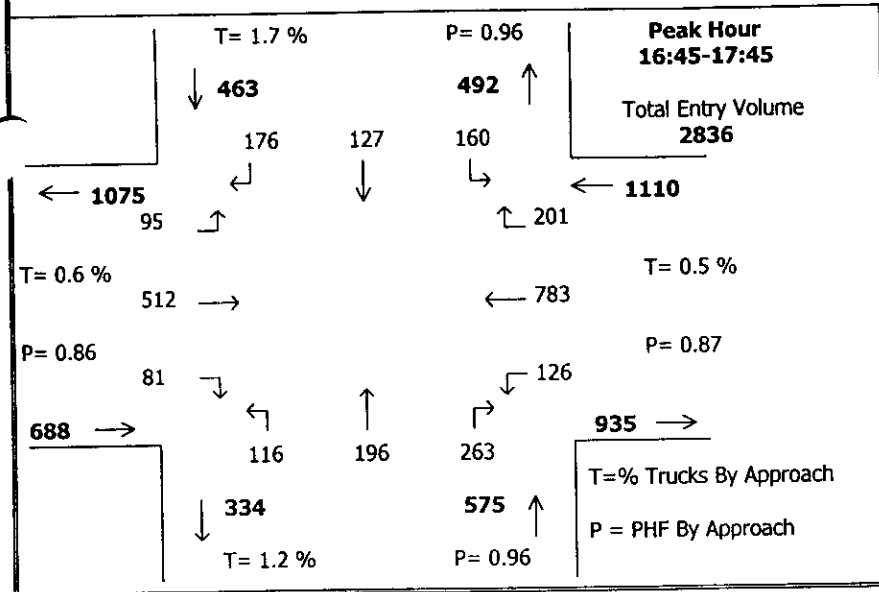 T= 1.7 %
P= 0.96
Peak Hour
16:45-17:45
463
492
Total Entry Volume
2836
176
127
160
1075
1110
95
201
T= 0.6 %
T= 0.5 %
512
783
P= 0.86
P= 0.87
81
126
688
935
116
196
263
T=% Trucks By Approach
334
575
P = PHF By Approach
T= 1.2 %
P= 0.96